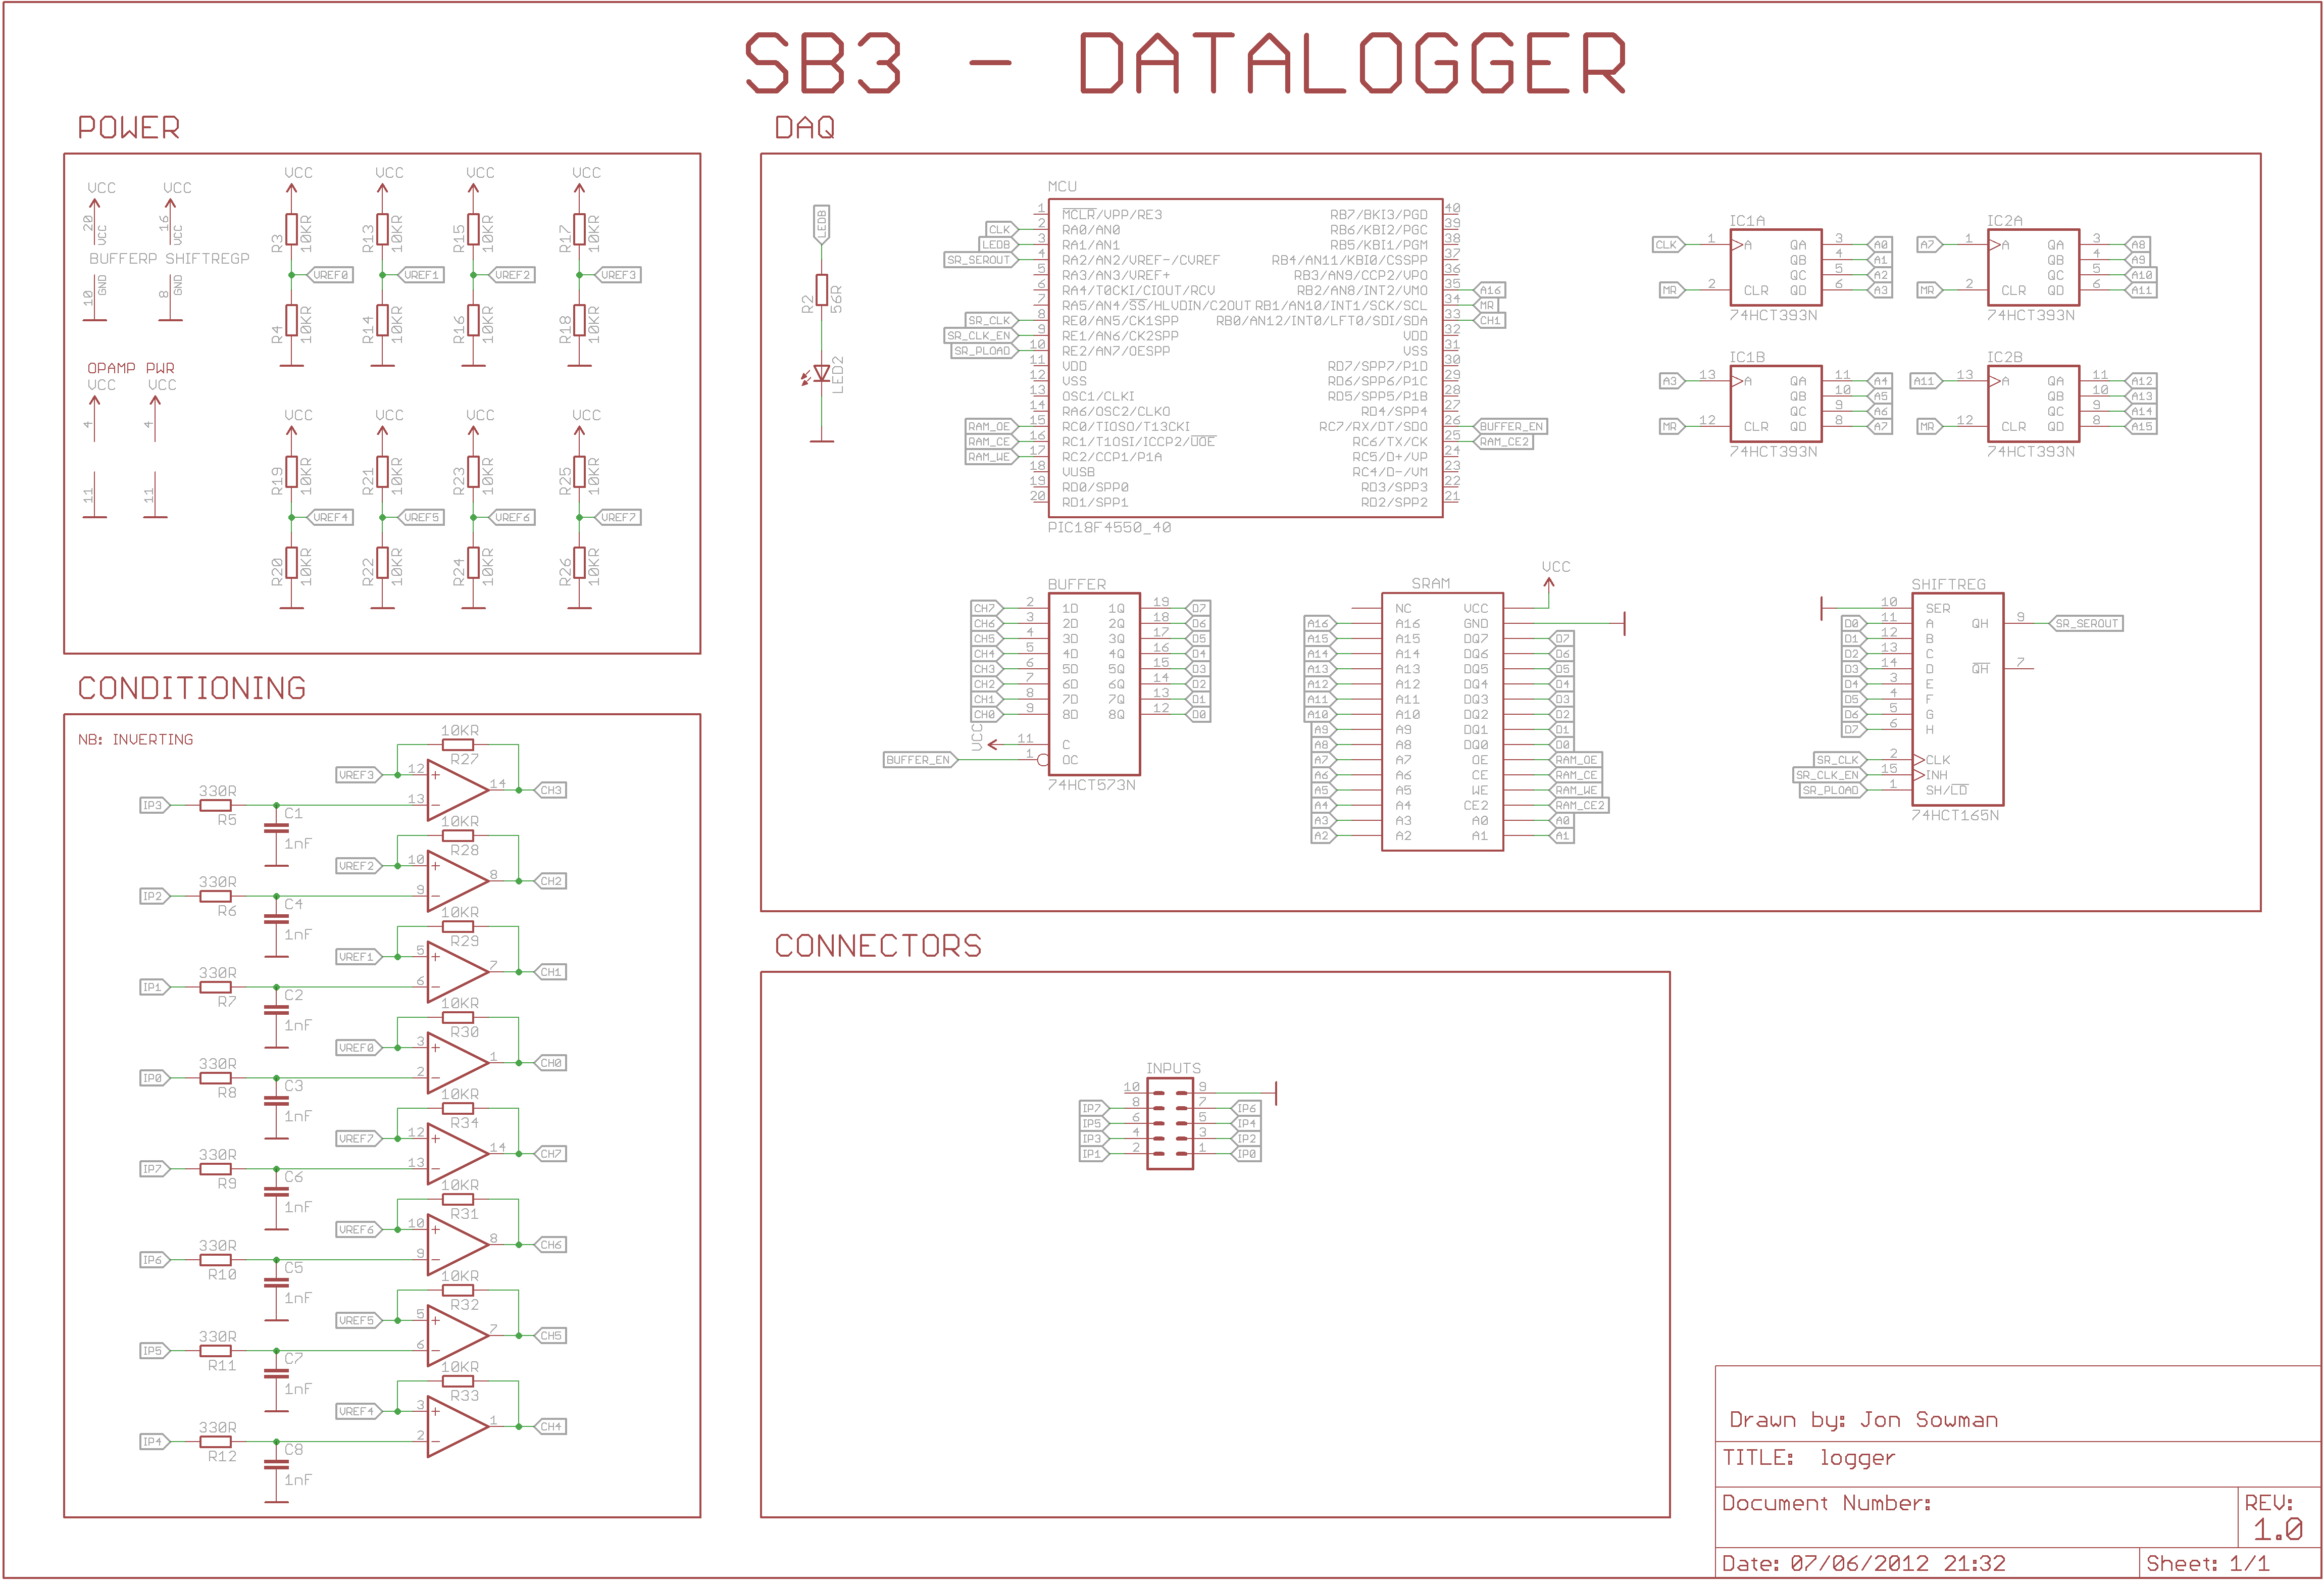 SB3 - DATALOGGER
POWER
VCC
VCC
20
VCC
16
VCC
BUFFERP SHIFTREGP
10
GND
8
GND
OPAMP PWR
VCC
VCC
4
4
11
11
VCC
VCC
VCC
VCC
R3
10KR
R13
10KR
R15
10KR
R17
10KR
VREF0
VREF1
VREF2
VREF3
R4
10KR
R14
10KR
R16
10KR
R18
10KR
VCC
VCC
VCC
VCC
R19
10KR
R21
10KR
R23
10KR
R25
10KR
VREF4
VREF5
VREF6
VREF7
R20
10KR
R22
10KR
R24
10KR
R26
10KR
CONDITIONING
NB: INVERTING
10KR
R27
VREF3
12
+
14
CH3
IP3
330R
R5
13
-
C1
1nF
10KR
R28
VREF2
10
+
8
CH2
IP2
330R
R6
9
-
C4
1nF
10KR
R29
VREF1
5
+
7
CH1
IP1
330R
R7
6
-
C2
1nF
10KR
R30
VREF0
3
+
1
CH0
IP0
330R
R8
2
-
C3
1nF
10KR
R34
VREF7
12
+
14
CH7
IP7
330R
R9
13
-
C6
1nF
10KR
R31
VREF6
10
+
8
CH6
IP6
330R
R10
9
-
C5
1nF
10KR
R32
VREF5
5
+
7
CH5
IP5
330R
R11
6
-
C7
1nF
10KR
R33
VREF4
3
+
1
CH4
IP4
330R
R12
2
-
C8
1nF
DAQ
LEDB
R2
56R
LED2
MCU
1 MCLR/VPP/RE3
CLK 2 RA0/AN0
LEDB 3 RA1/AN1
SR_SEROUT 4 RA2/AN2/VREF-/CVREF
5 RA3/AN3/VREF+
6 RA4/T0CKI/CIOUT/RCV
7 RA5/AN4/SS/HLVDIN/C2OUT
SR_CLK 8 RE0/AN5/CK1SPP
SR_CLK_EN 9 RE1/AN6/CK2SPP
SR_PLOAD 10 RE2/AN7/OESPP
11 VDD
12 VSS
13 OSC1/CLKI
14 RA6/OSC2/CLKO
RAM_OE 15 RC0/TIOSO/T13CKI
RAM_CE 16 RC1/T1OSI/ICCP2/UOE
RAM_WE 17 RC2/CCP1/P1A
18 VUSB
19 RD0/SPP0
20 RD1/SPP1
RB7/BKI3/PGD 40
RB6/KBI2/PGC 39
RB5/KBI1/PGM 38
RB4/AN11/KBI0/CSSPP 37
RB3/AN9/CCP2/VPO 36
RB2/AN8/INT2/VMO 35 A16
RB1/AN10/INT1/SCK/SCL 34 MR
RB0/AN12/INT0/LFT0/SDI/SDA 33 CH1
VDD 32
VSS 31
RD7/SPP7/P1D 30
RD6/SPP6/P1C 29
RD5/SPP5/P1B 28
RD4/SPP4 27
RC7/RX/DT/SDO 26 BUFFER_EN
RC6/TX/CK 25 RAM_CE2
RC5/D+/VP 24
RC4/D-/VM 23
RD3/SPP3 22
RD2/SPP2 21
PIC18F4550_40
IC1A
CLK 1 A QA 3 A0
QB 4 A1
QC 5 A2
MR 2 CLR QD 6 A3
74HCT393N
IC2A
A7 1 A QA 3 A8
QB 4 A9
QC 5 A10
MR 2 CLR QD 6 A11
74HCT393N
IC1B
A3 13 A QA 11 A4
QB 10 A5
QC 9 A6
MR 12 CLR QD 8 A7
74HCT393N
IC2B
A11 13 A QA 11 A12
QB 10 A13
QC 9 A14
MR 12 CLR QD 8 A15
74HCT393N
BUFFER
CH7 2 1D 1Q 19 D7
CH6 3 2D 2Q 18 D6
CH5 4 3D 3Q 17 D5
CH4 5 4D 4Q 16 D4
CH3 6 5D 5Q 15 D3
CH2 7 6D 6Q 14 D2
CH1 8 7D 7Q 13 D1
CH0 9 8D 8Q 12 D0
VCC 11 C
BUFFER_EN 1 OC
74HCT573N
SRAM
VCC
NC VCC
A16 A16 GND
A15 A15 DQ7 D7
A14 A14 DQ6 D6
A13 A13 DQ5 D5
A12 A12 DQ4 D4
A11 A11 DQ3 D3
A10 A10 DQ2 D2
A9 A9 DQ1 D1
A8 A8 DQ0 D0
A7 A7 OE RAM_OE
A6 A6 CE RAM_CE
A5 A5 WE RAM_WE
A4 A4 CE2 RAM_CE2
A3 A3 A0 A0
A2 A2 A1 A1
SHIFTREG
10 SER
D0 11 A QH 9 SR_SEROUT
D1 12 B
D2 13 C
D3 14 D QH 7
D4 3 E
D5 4 F
D6 5 G
D7 6 H
SR_CLK 2 CLK
SR_CLK_EN 15 INH
SR_PLOAD 1 SH/LD
74HCT165N
CONNECTORS
INPUTS
10 9
IP7 8 7 IP6
IP5 6 5 IP4
IP3 4 3 IP2
IP1 2 1 IP0
Drawn by: Jon Sowman
TITLE: logger
Document Number:
REV:
1.0
Date: 07/06/2012 21:32
Sheet: 1/1